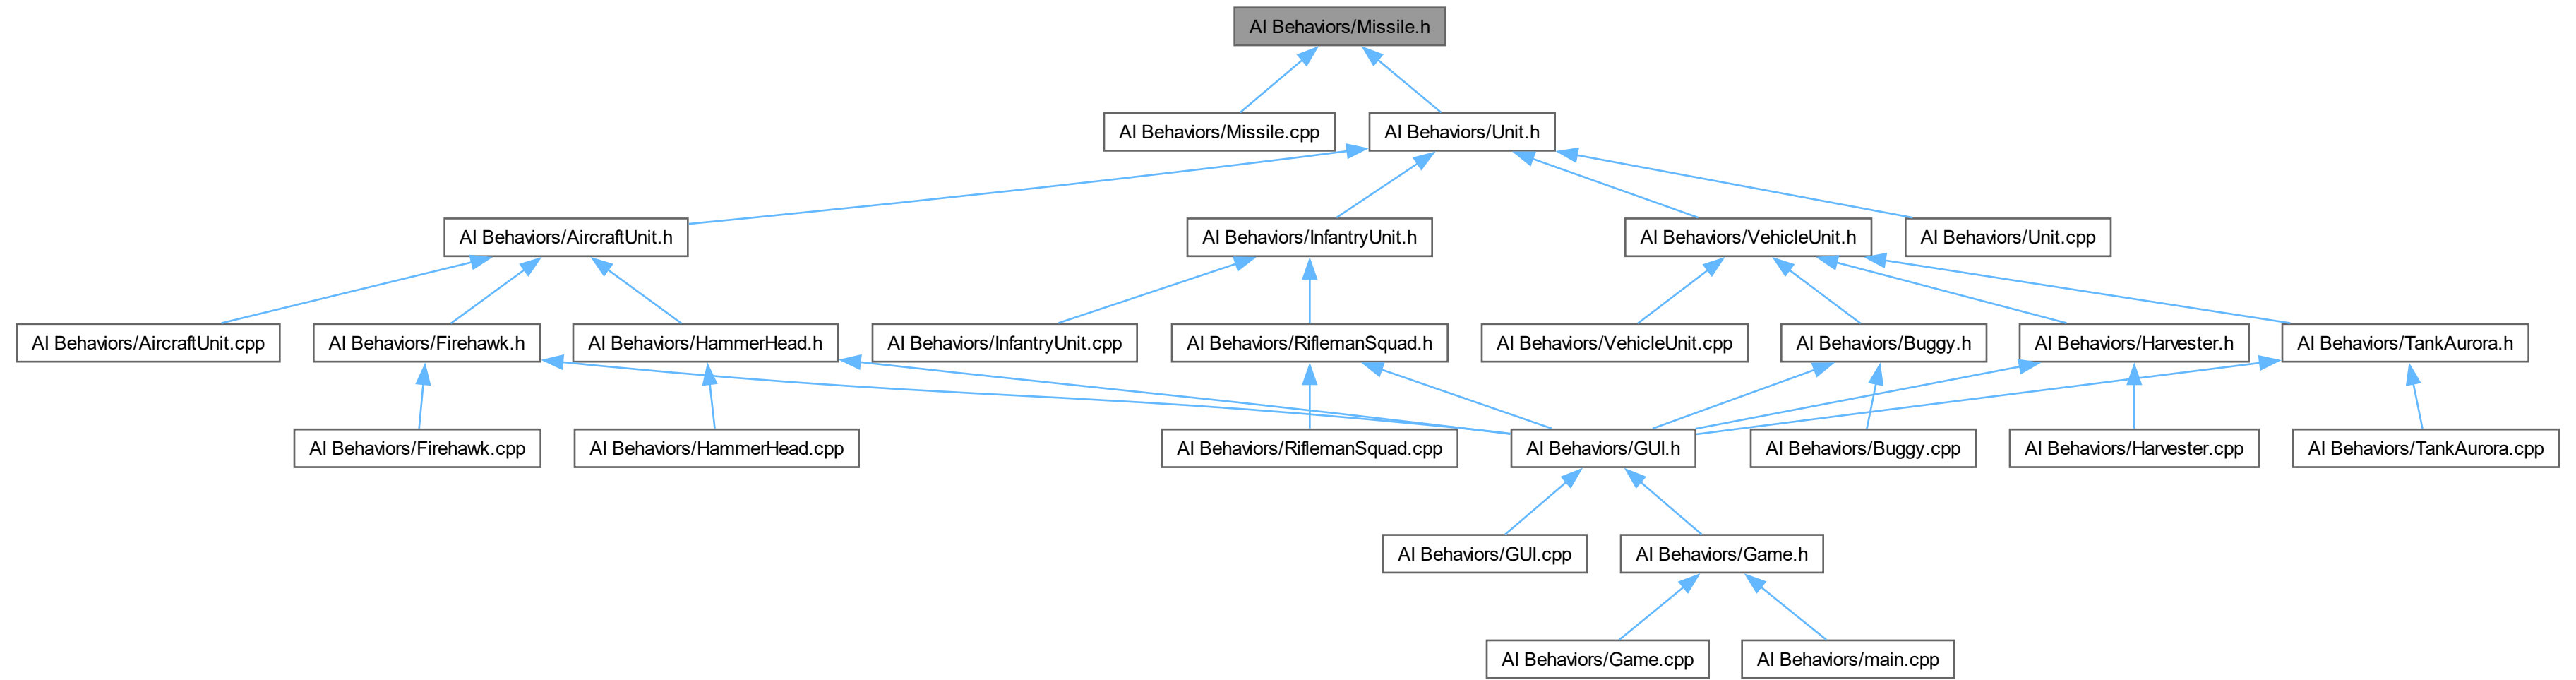 AI Behaviors/Missile.h
AI Behaviors/Missile.cpp
AI Behaviors/Unit.h
AI Behaviors/AircraftUnit.h
AI Behaviors/InfantryUnit.h
AI Behaviors/VehicleUnit.h
AI Behaviors/Unit.cpp
AI Behaviors/AircraftUnit.cpp
AI Behaviors/Firehawk.h
AI Behaviors/HammerHead.h
AI Behaviors/InfantryUnit.cpp
AI Behaviors/RiflemanSquad.h
AI Behaviors/VehicleUnit.cpp
AI Behaviors/Buggy.h
AI Behaviors/Harvester.h
AI Behaviors/TankAurora.h
AI Behaviors/Firehawk.cpp
AI Behaviors/HammerHead.cpp
AI Behaviors/RiflemanSquad.cpp
AI Behaviors/GUI.h
AI Behaviors/Buggy.cpp
AI Behaviors/Harvester.cpp
AI Behaviors/TankAurora.cpp
AI Behaviors/GUI.cpp
AI Behaviors/Game.h
AI Behaviors/Game.cpp
AI Behaviors/main.cpp